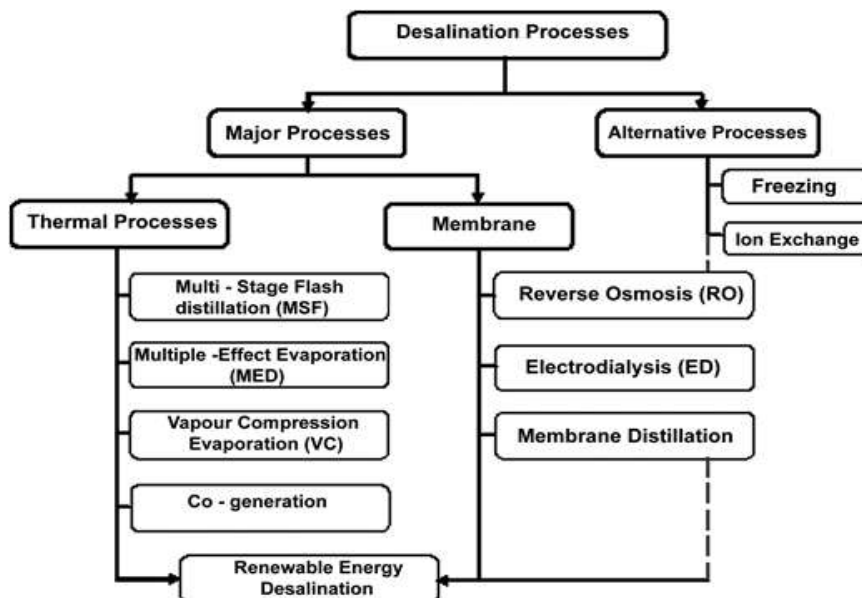 Desalination Processes
Major Processes
Alternative Processes
Freezing
Ion Exchange
Thermal Processes
Membrane
Multi - Stage Flash
distillation (MSF)
Multiple -Effect Evaporation
(MED)
Vapour Compression
Evaporation (VC)
Co - generation
Reverse Osmosis (RO)
Electrodialysis (ED)
Membrane Distillation
Renewable Energy
Desalination